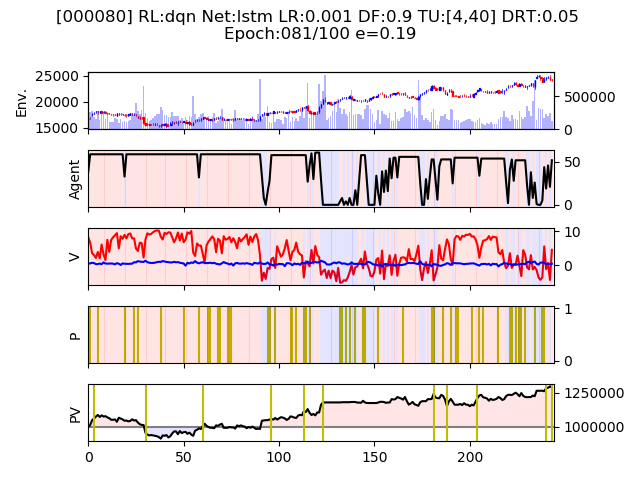 [000080] RL:dqn Net:lstm LR:0.001 DF:0.9 TU:[4,40] DRT:0.05
Epoch:081/100 e=0.19
25000
20000
15000
Env.
500000
0
Agent
50
0
V
10
0
P
1
0
PV
1250000
1000000
0 50 100 150 200